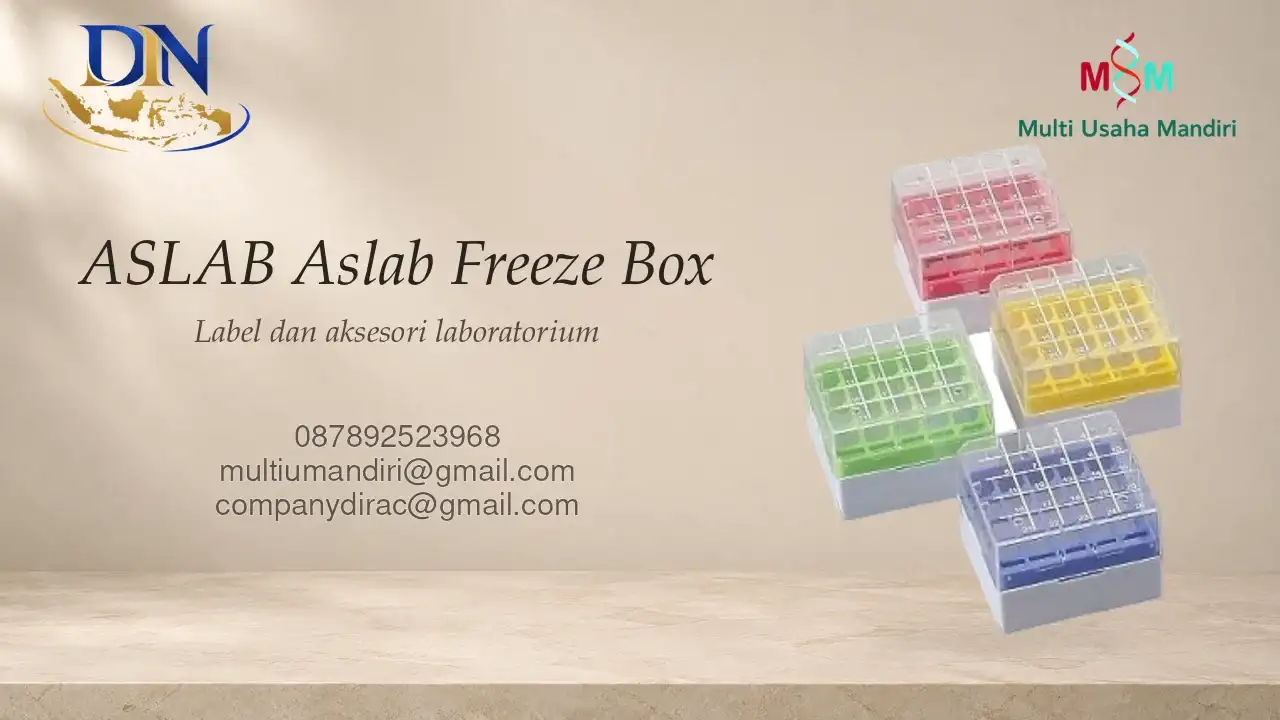 DIN
MSM
Multi Usaha Mandiri
ASLAB Aslab Freeze Box
Label dan aksesori laboratorium
087892523968
multiumandiri@gmail.com
companydirac@gmail.com